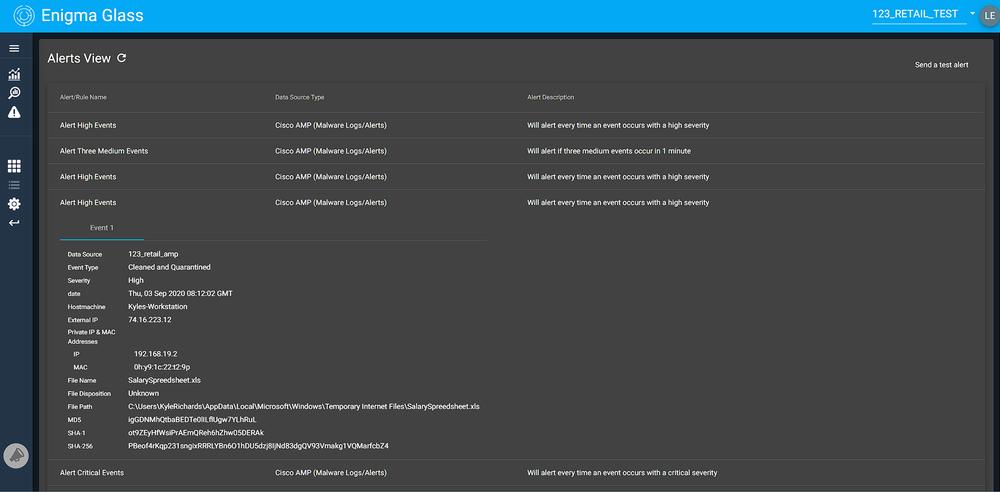 Enigma Glass
123_RETAIL_TEST
LE
Alerts View
Send a test alert
Alert/Rule Name Data Source Type Alert Description
Alert High Events Cisco AMP (Malware Logs/Alerts) Will alert every time an event occurs with a high severity
Alert Three Medium Events Cisco AMP (Malware Logs/Alerts) Will alert if three medium events occur in 1 minute
Alert High Events Cisco AMP (Malware Logs/Alerts) Will alert every time an event occurs with a high severity
Alert High Events Cisco AMP (Malware Logs/Alerts) Will alert every time an event occurs with a high severity
Event 1
Data Source 123_retail_amp
Event Type Cleaned and Quarantined
Severity High
date Thu, 03 Sep 2020 08:12:02 GMT
Hostmachine Kyles-Workstation
External IP 74.16.223.12
Private IP & MAC
Addresses
IP 192.168.19.2
MAC 0h:y9:1c:22:t2:9p
File Name SalarySpreedsheet.xls
File Disposition Unknown
File Path C:\Users\KyleRichards\AppData\Local\Microsoft\Windows\Temporary Internet Files\SalarySpreedsheet.xls
MD5
SHA-1 ot9ZEyHfWsiPrAEmQReh6hZhw05DERAk
SHA-256
Alert Critical Events Cisco AMP (Malware Logs/Alerts) Will alert every time an event occurs with a critical severity